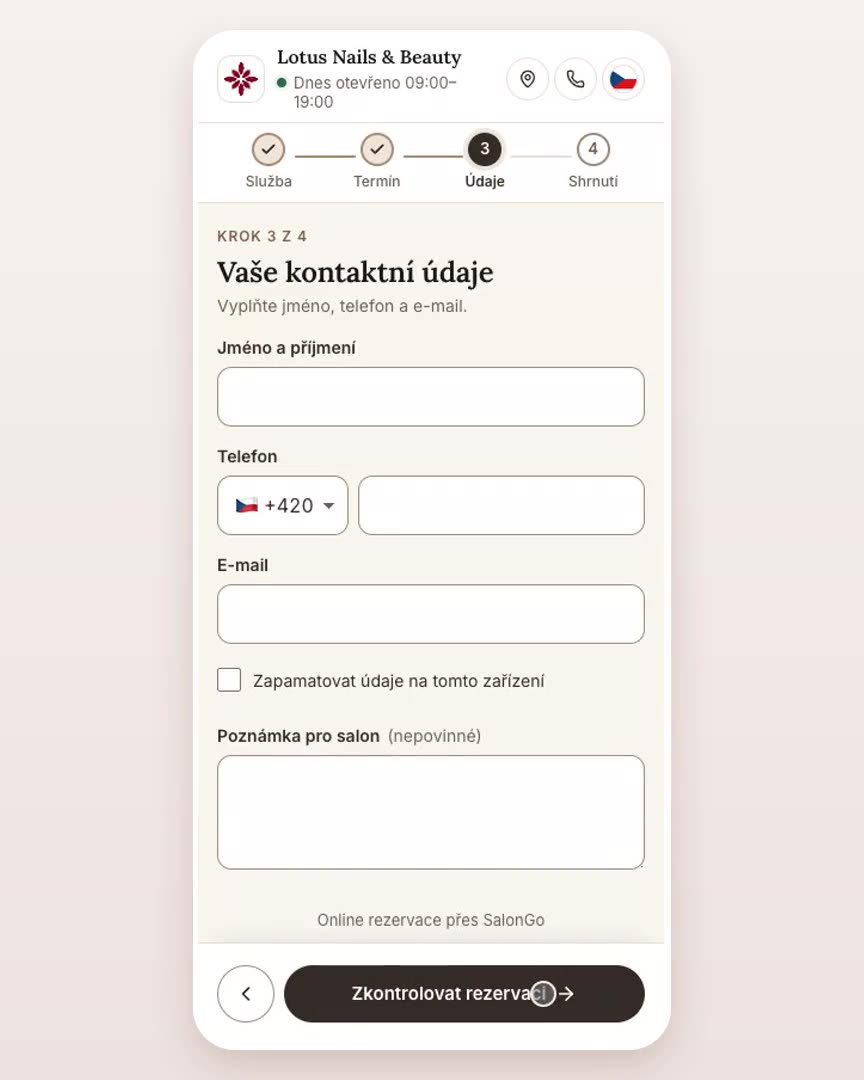 Lotus Nails & Beauty
Dnes otevřeno 09:00–
19:00
3
4
Služba
Termín
Údaje
Shrnutí
KROK 3 Z 4
Vaše kontaktní údaje
Vyplňte jméno, telefon a e-mail.
Jméno a příjmení
Telefon
+420
E-mail
Zapamatovat údaje na tomto zařízení
Poznámka pro salon (nepovinné)
Online rezervace přes SalonGo
Zkontrolovat rezervaci